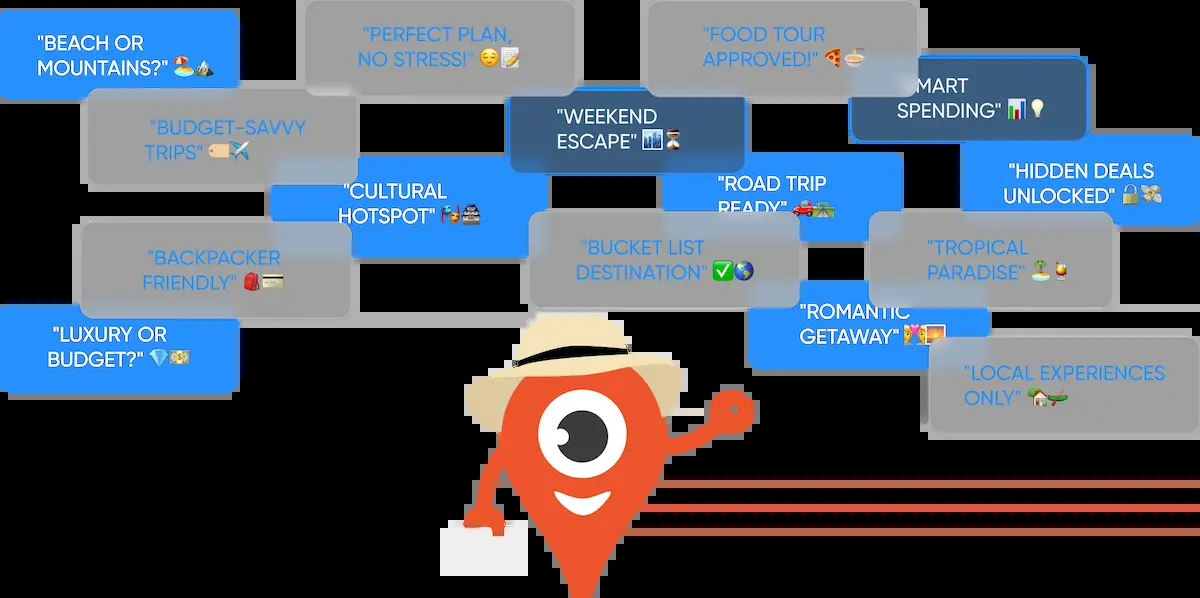 "BEACH OR
MOUNTAINS?" 🏖️⛰️
"PERFECT PLAN,
NO STRESS!" 😌📝
"FOOD TOUR
APPROVED!" 🍕🍜
MART
SPENDING" 📊💡
"BUDGET-SAVVY
TRIPS" 🏷️✈️
"WEEKEND
ESCAPE" 🏙️⏳
"CULTURAL
HOTSPOT" 🎎🏯
"ROAD TRIP
READY" 🚗🛣️
"HIDDEN DEALS
UNLOCKED" 🔓💸
"BACKPACKER
FRIENDLY" 🎒💳
"BUCKET LIST
DESTINATION" ✅🌎
"TROPICAL
PARADISE" 🏝️🍹
"LUXURY OR
BUDGET?" 💎💵
"ROMANTIC
GETAWAY" 💑🌅
"LOCAL EXPERIENCES
ONLY" 🏡🛶